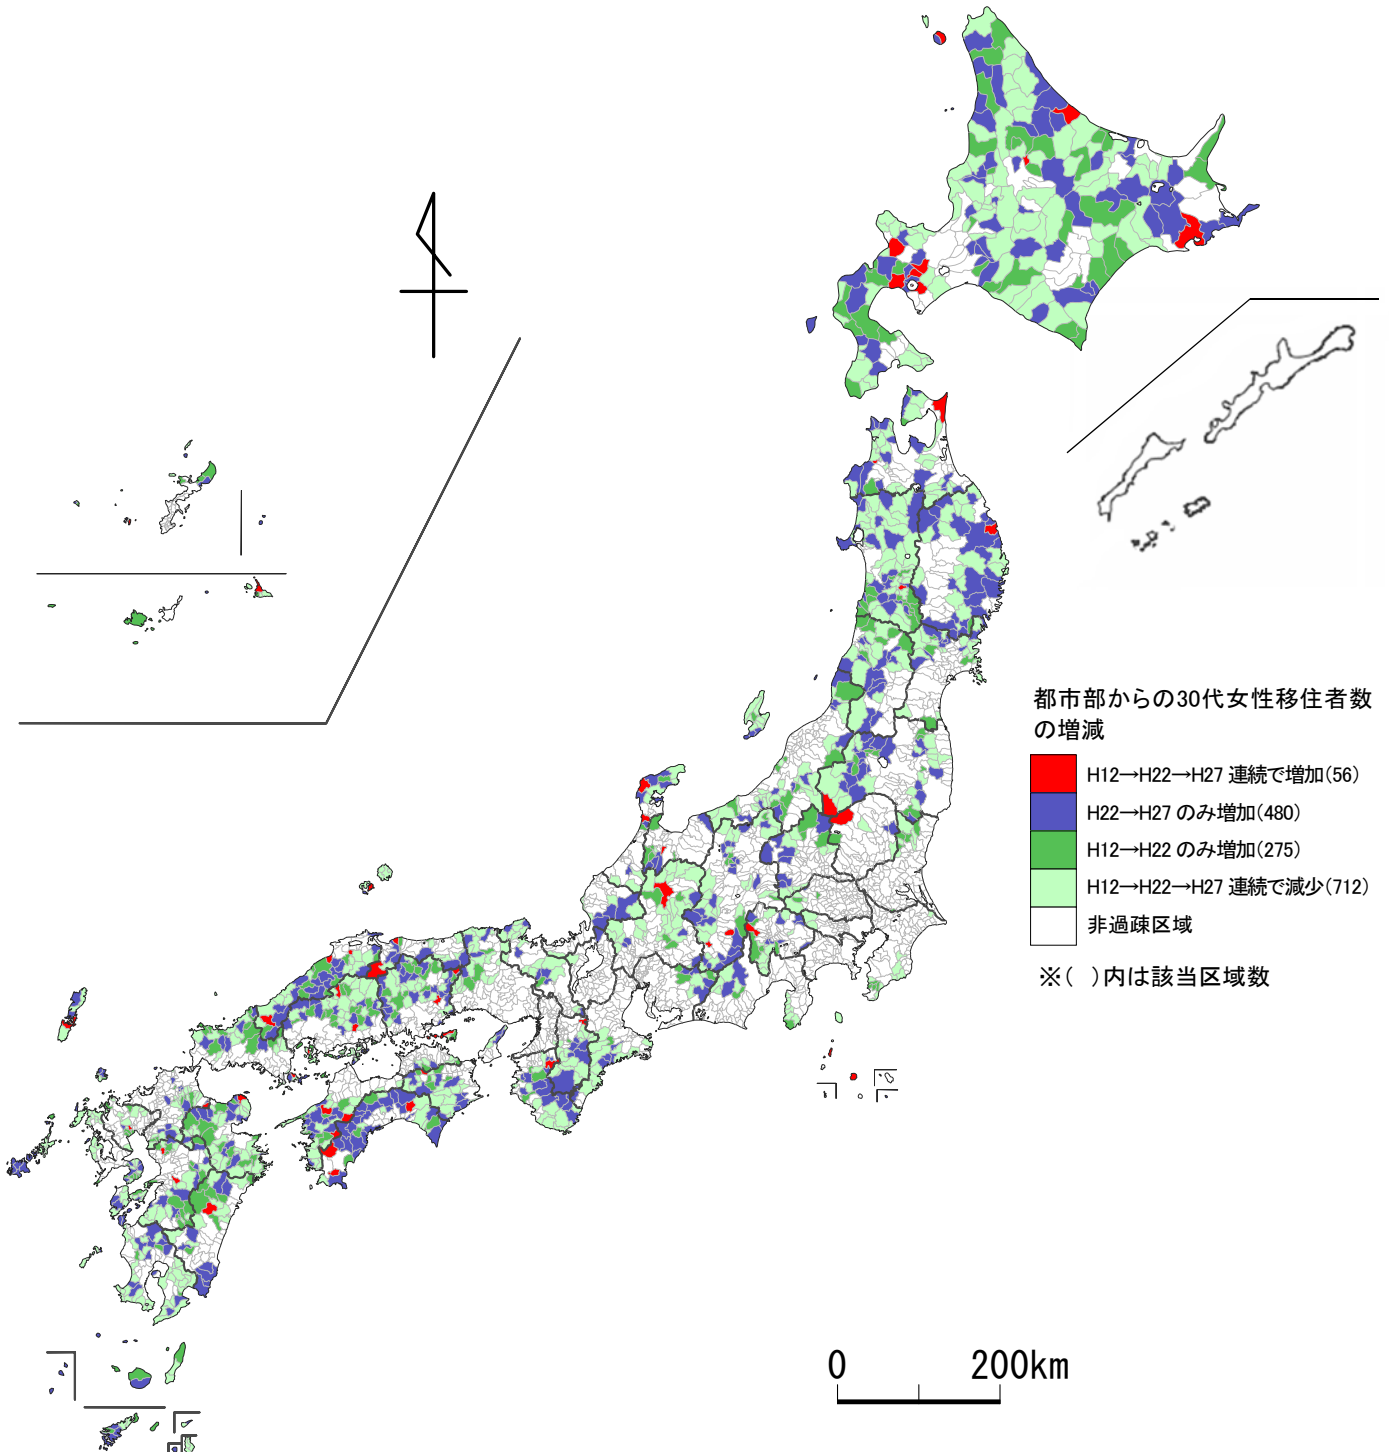 都市部からの30代女性移住者数
の増減
H12→H22→H27 連続で増加(56)
H22→H27 のみ増加(480)
H12→H22 のみ増加(275)
H12→H22→H27 連続で減少(712)
非過疎区域
※( )内は該当区域数
0 200km